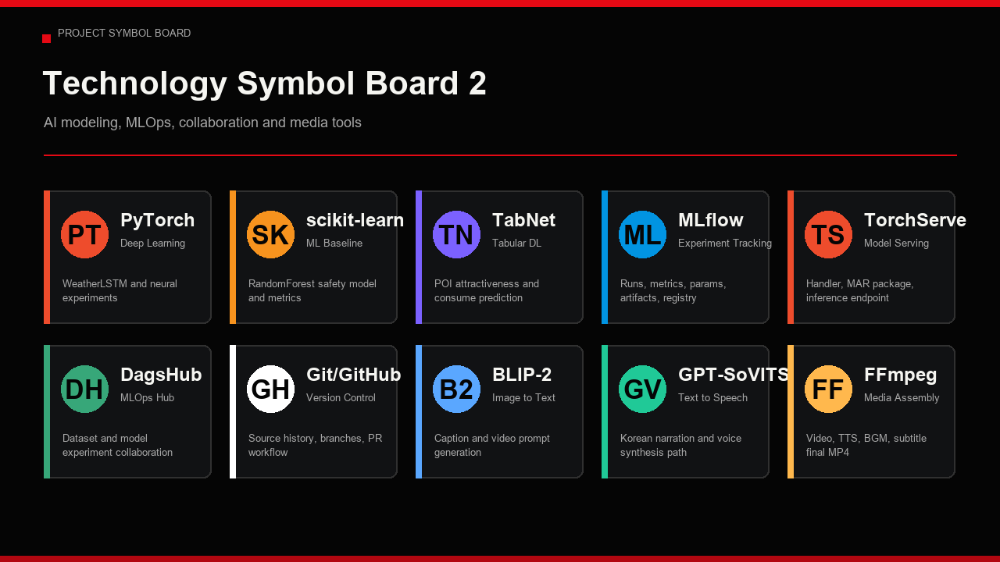 PROJECT SYMBOL BOARD
Technology Symbol Board 2
AI modeling, MLOps, collaboration and media tools
PT
PyTorch
Deep Learning
WeatherLSTM and neural
experiments
SK
scikit-learn
ML Baseline
RandomForest safety model
and metrics
TN
TabNet
Tabular DL
POI attractiveness and
consume prediction
ML
MLflow
Experiment Tracking
Runs, metrics, params,
artifacts, registry
TS
TorchServe
Model Serving
Handler, MAR package,
inference endpoint
DH
DagsHub
MLOps Hub
Dataset and model
experiment collaboration
GH
Git/GitHub
Version Control
Source history, branches, PR
workflow
B2
BLIP-2
Image to Text
Caption and video prompt
generation
GV
GPT-SoVITS
Text to Speech
Korean narration and voice
synthesis path
FF
FFmpeg
Media Assembly
Video, TTS, BGM, subtitle
final MP4